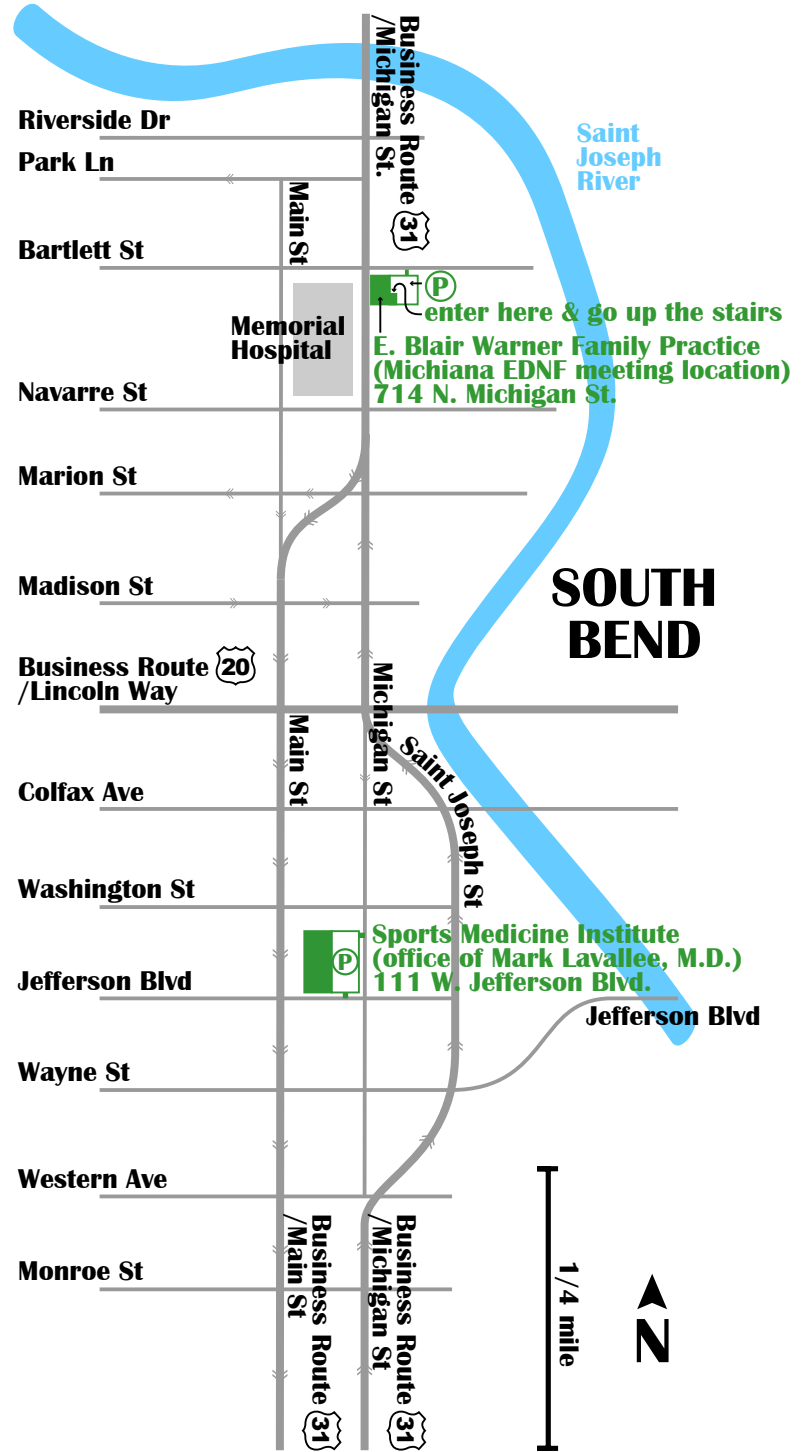 Business Route
/Michigan St.
31
Riverside Dr
Park Ln
Saint
Joseph
River
Main St
Bartlett St
P
enter here & go up the stairs
Memorial
Hospital
E. Blair Warner Family Practice
(Michiana EDNF meeting location)
714 N. Michigan St.
Navarre St
Marion St
Madison St
SOUTH
BEND
Business Route 20
/Lincoln Way
Michigan St
Main St
Saint Joseph St
Colfax Ave
Washington St
Sports Medicine Institute
(office of Mark Lavallee, M.D.)
111 W. Jefferson Blvd.
P
Jefferson Blvd
Jefferson Blvd
Wayne St
Western Ave
Business Route 31
/Main St
Business Route 31
/Michigan St
Monroe St
1/4 mile
N